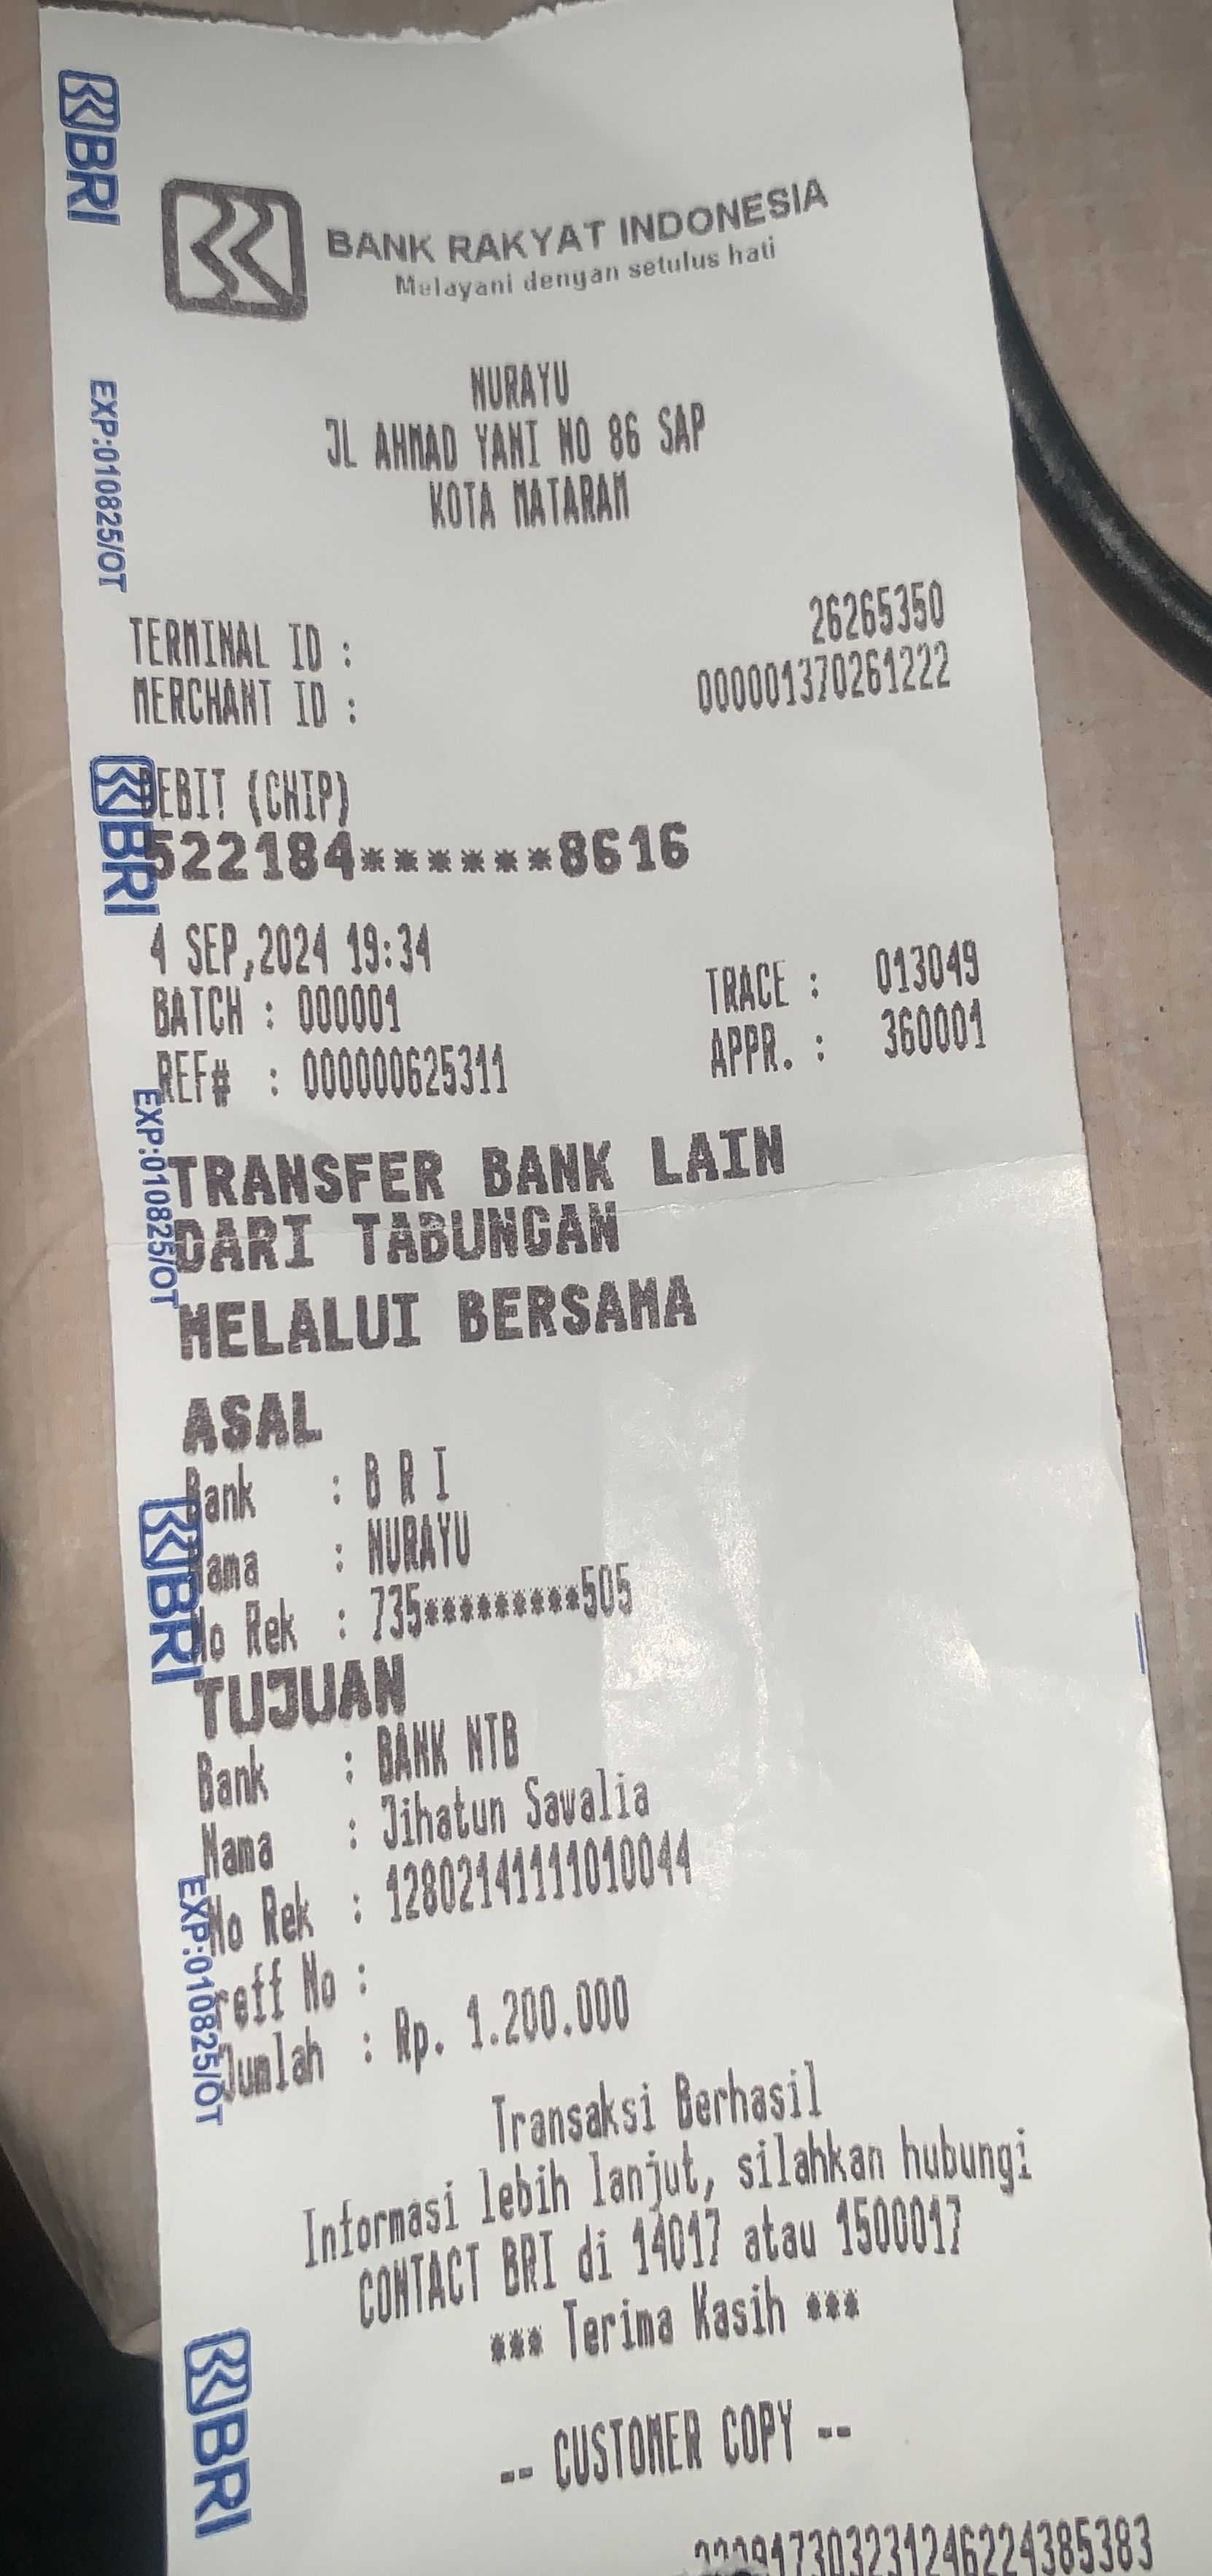 BRI
BANK RAKYAT INDONESIA
Melayani dengan setulus hati
NURAYU
JL AHMAD YANI NO 86 SAP
KOTA MATARAM
EXP:010825/OT
TERMINAL ID : 26265350
MERCHANT ID : 000001370261222
BRI
DEBIT (CHIP)
522184******8616
4 SEP,2024 19:34
BATCH : 000001 TRACE : 013049
REF# : 000000625311 APPR. : 360001
EXP:010825/OT
TRANSFER BANK LAIN
DARI TABUNGAN
MELALUI BERSAMA
ASAL
Bank : B R I
Nama : NURAYU
No Rek : 735*********505
BRI
TUJUAN
Bank : BANK NTB
Nama : Jihatun Sawalia
No Rek : 12802141111010044
reff No :
Jumlah : Rp. 1.200.000
EXP:010825/OT
Transaksi Berhasil
Informasi lebih lanjut, silahkan hubungi
CONTACT BRI di 14017 atau 1500017
*** Terima Kasih ***
BRI
-- CUSTOMER COPY --